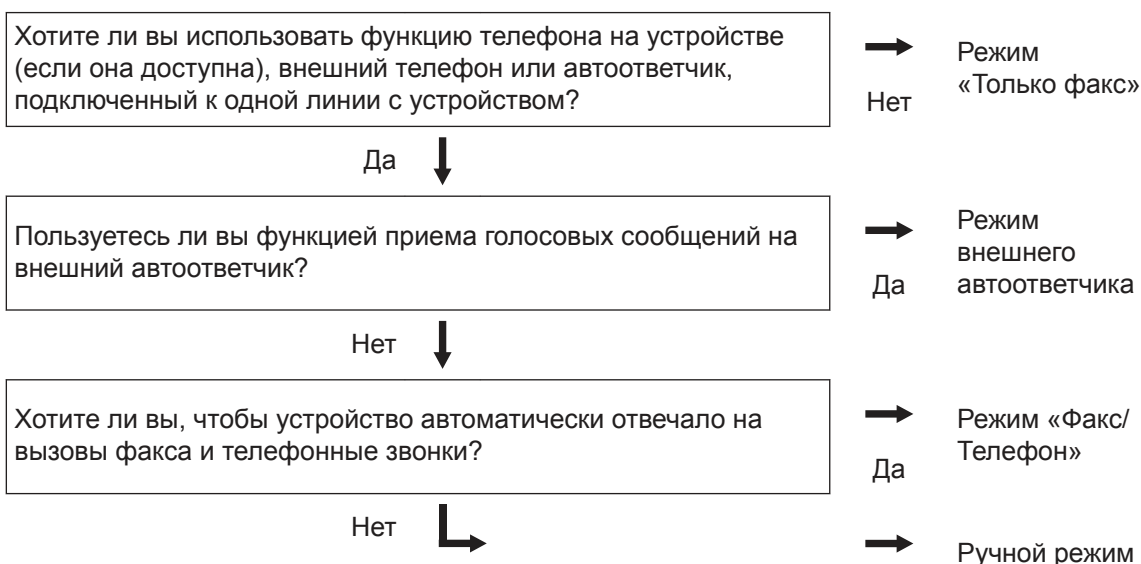 Хотите ли вы использовать функцию телефона на устройстве
(если она доступна), внешний телефон или автоответчик,
подключенный к одной линии с устройством?
Нет
Режим
«Только факс»
Да
Пользуетесь ли вы функцией приема голосовых сообщений на
внешний автоответчик?
Да
Режим
внешнего
автоответчика
Нет
Хотите ли вы, чтобы устройство автоматически отвечало на
вызовы факса и телефонные звонки?
Да
Режим «Факс/
Телефон»
Нет
Ручной режим